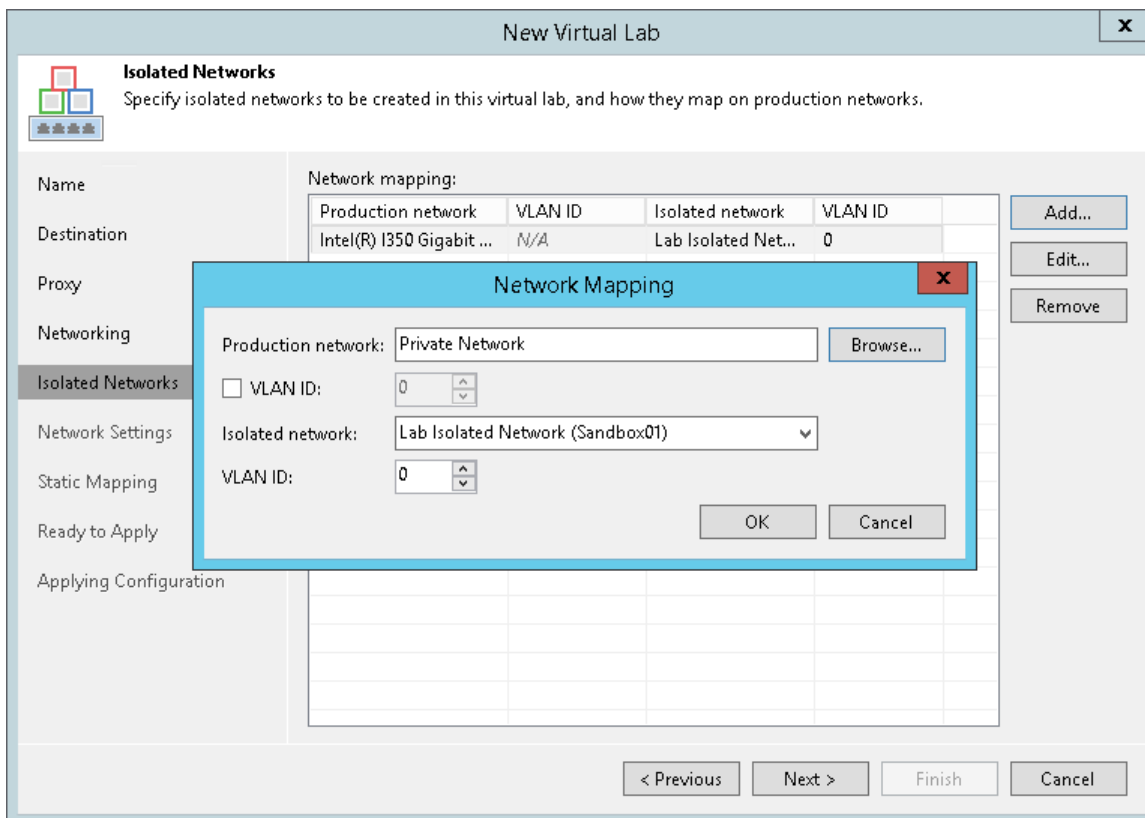 New Virtual Lab
x
Isolated Networks
Specify isolated networks to be created in this virtual lab, and how they map on production networks.
Name
Destination
Proxy
Networking
Isolated Networks
Network Settings
Static Mapping
Ready to Apply
Applying Configuration
Network mapping:
Production network VLAN ID Isolated network VLAN ID
Intel(R) I350 Gigabit ... N/A Lab Isolated Net... 0
Add...
Edit...
Remove
Network Mapping
x
Production network: Private Network Browse...
VLAN ID: 0
Isolated network: Lab Isolated Network (Sandbox01)
VLAN ID: 0
OK Cancel
< Previous Next > Finish Cancel